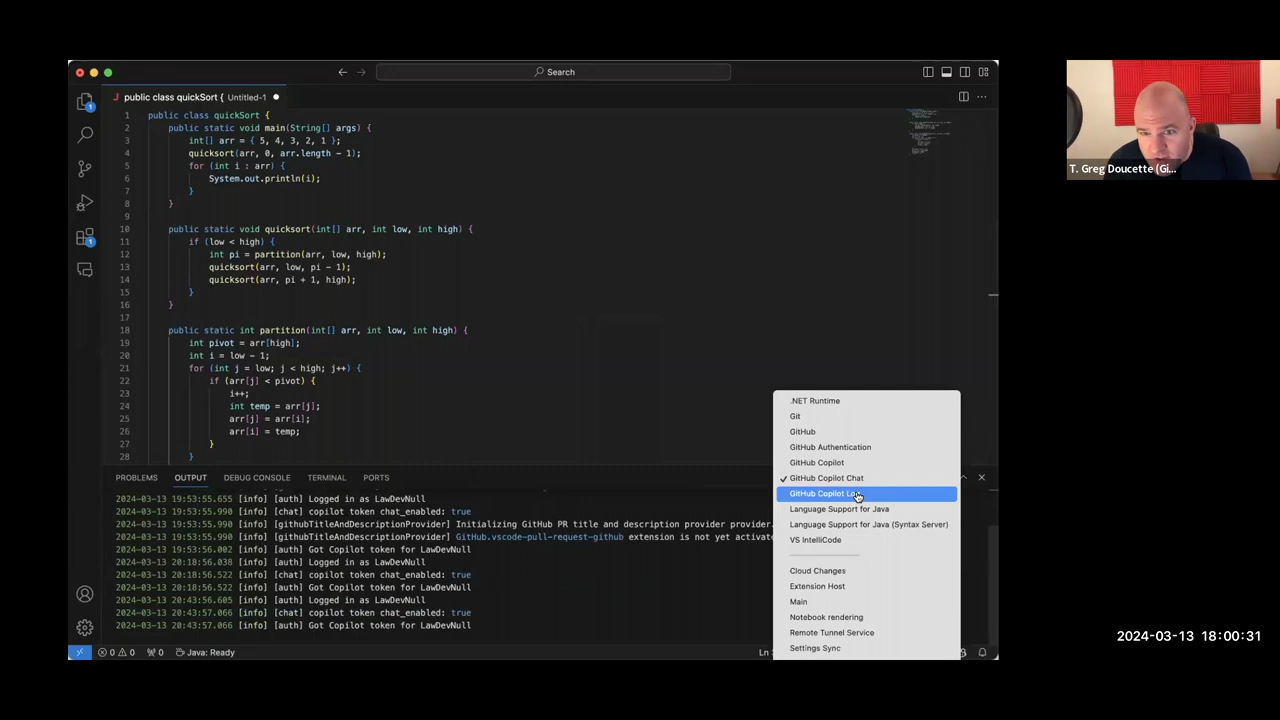 Search
public class quickSort { Untitled-1
1 public class quickSort {
2 public static void main(String[] args) {
3 int[] arr = { 5, 4, 3, 2, 1 };
4 quicksort(arr, 0, arr.length - 1);
5 for (int i : arr) {
6 System.out.println(i);
7 }
8 }
9
10 public static void quicksort(int[] arr, int low, int high) {
11 if (low < high) {
12 int pi = partition(arr, low, high);
13 quicksort(arr, low, pi - 1);
14 quicksort(arr, pi + 1, high);
15 }
16 }
17
18 public static int partition(int[] arr, int low, int high) {
19 int pivot = arr[high];
20 int i = low - 1;
21 for (int j = low; j < high; j++) {
22 if (arr[j] < pivot) {
23 i++;
24 int temp = arr[j];
25 arr[j] = arr[i];
26 arr[i] = temp;
27 }
28 }
PROBLEMS OUTPUT DEBUG CONSOLE TERMINAL PORTS
2024-03-13 19:53:55.655 [info] [auth] Logged in as LawDevNull
2024-03-13 19:53:55.990 [info] [chat] copilot token chat_enabled: true
2024-03-13 19:53:55.990 [info] [githubTitleAndDescriptionProvider] Initializing GitHub PR title and description provider provider.
2024-03-13 19:53:55.990 [info] [githubTitleAndDescriptionProvider] GitHub.vscode-pull-request-github extension is not yet activate
2024-03-13 19:53:56.002 [info] [auth] Got Copilot token for LawDevNull
2024-03-13 20:18:56.038 [info] [auth] Logged in as LawDevNull
2024-03-13 20:18:56.522 [info] [chat] copilot token chat_enabled: true
2024-03-13 20:18:56.522 [info] [auth] Got Copilot token for LawDevNull
2024-03-13 20:43:56.605 [info] [auth] Logged in as LawDevNull
2024-03-13 20:43:57.066 [info] [chat] copilot token chat_enabled: true
2024-03-13 20:43:57.066 [info] [auth] Got Copilot token for LawDevNull
0 0 0 Java: Ready Ln
.NET Runtime
Git
GitHub
GitHub Authentication
GitHub Copilot
✓ GitHub Copilot Chat
GitHub Copilot
Language Support for Java
Language Support for Java (Syntax Server)
VS IntelliCode
Cloud Changes
Extension Host
Main
Notebook rendering
Remote Tunnel Service
Settings Sync
T. Greg Doucette (Gi...
2024-03-13 18:00:31